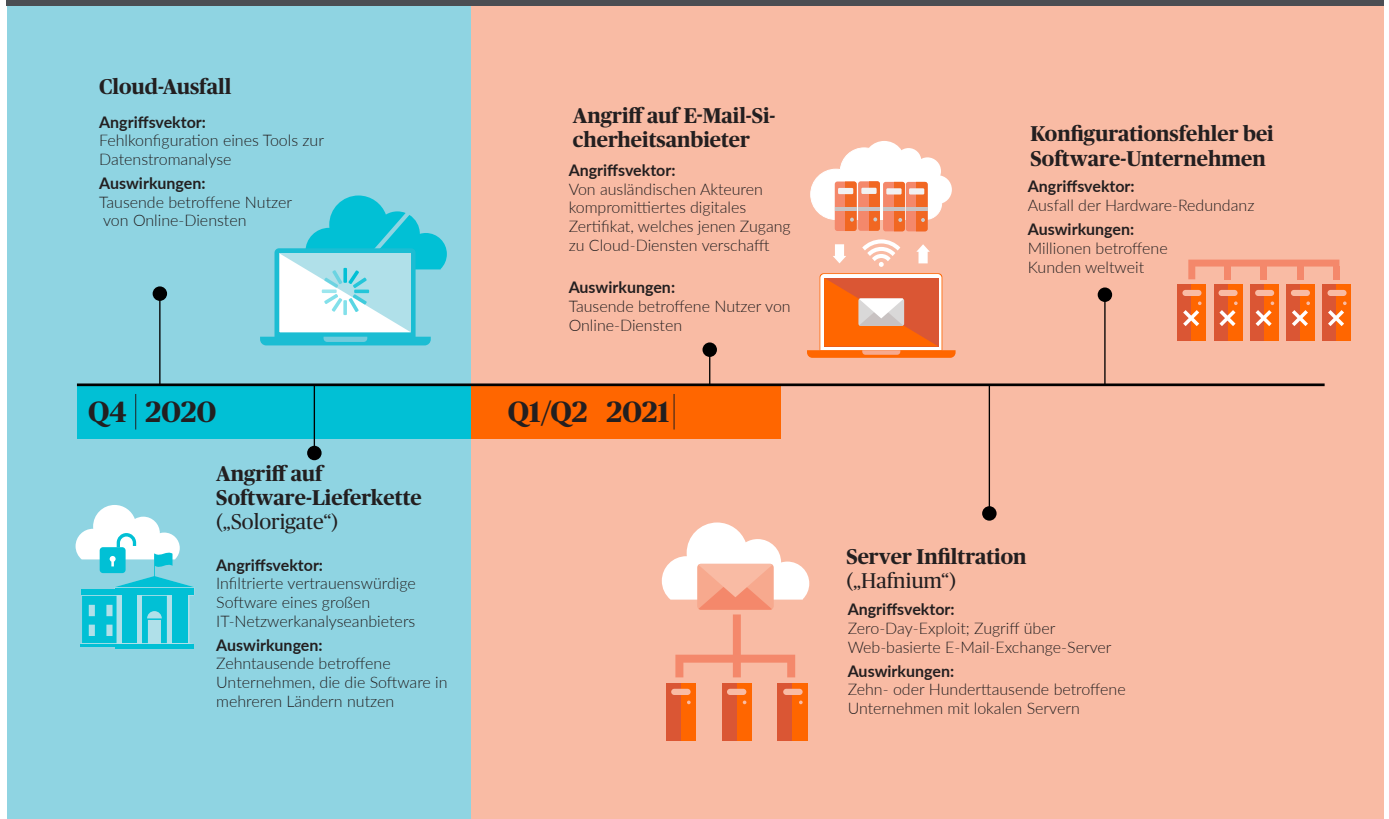 Cloud-Ausfall
Angriffsvektor:
Fehlkonfiguration eines Tools zur
Datenstromanalyse
Auswirkungen:
Tausende betroffene Nutzer
von Online-Diensten
Angriff auf E-Mail-Si-
cherheitsanbieter
Angriffsvektor:
Von ausländischen Akteuren
kompromittiertes digitales
Zertifikat, welches jenen Zugang
zu Cloud-Diensten verschafft
Auswirkungen:
Tausende betroffene Nutzer von
Online-Diensten
Konfigurationsfehler bei
Software-Unternehmen
Angriffsvektor:
Ausfall der Hardware-Redundanz
Auswirkungen:
Millionen betroffene
Kunden weltweit
Q4 | 2020
Q1/Q2 2021|
Angriff auf
Software-Lieferkette
(„Solorigate“)
Angriffsvektor:
Infiltrierte vertrauenswürdige
Software eines großen
IT-Netzwerkanalyseanbieters
Auswirkungen:
Zehntausende betroffene
Unternehmen, die die Software in
mehreren Ländern nutzen
Server Infiltration
(„Hafnium“)
Angriffsvektor:
Zero-Day-Exploit; Zugriff über
Web-basierte E-Mail-Exchange-Server
Auswirkungen:
Zehn- oder Hunderttausende betroffene
Unternehmen mit lokalen Servern